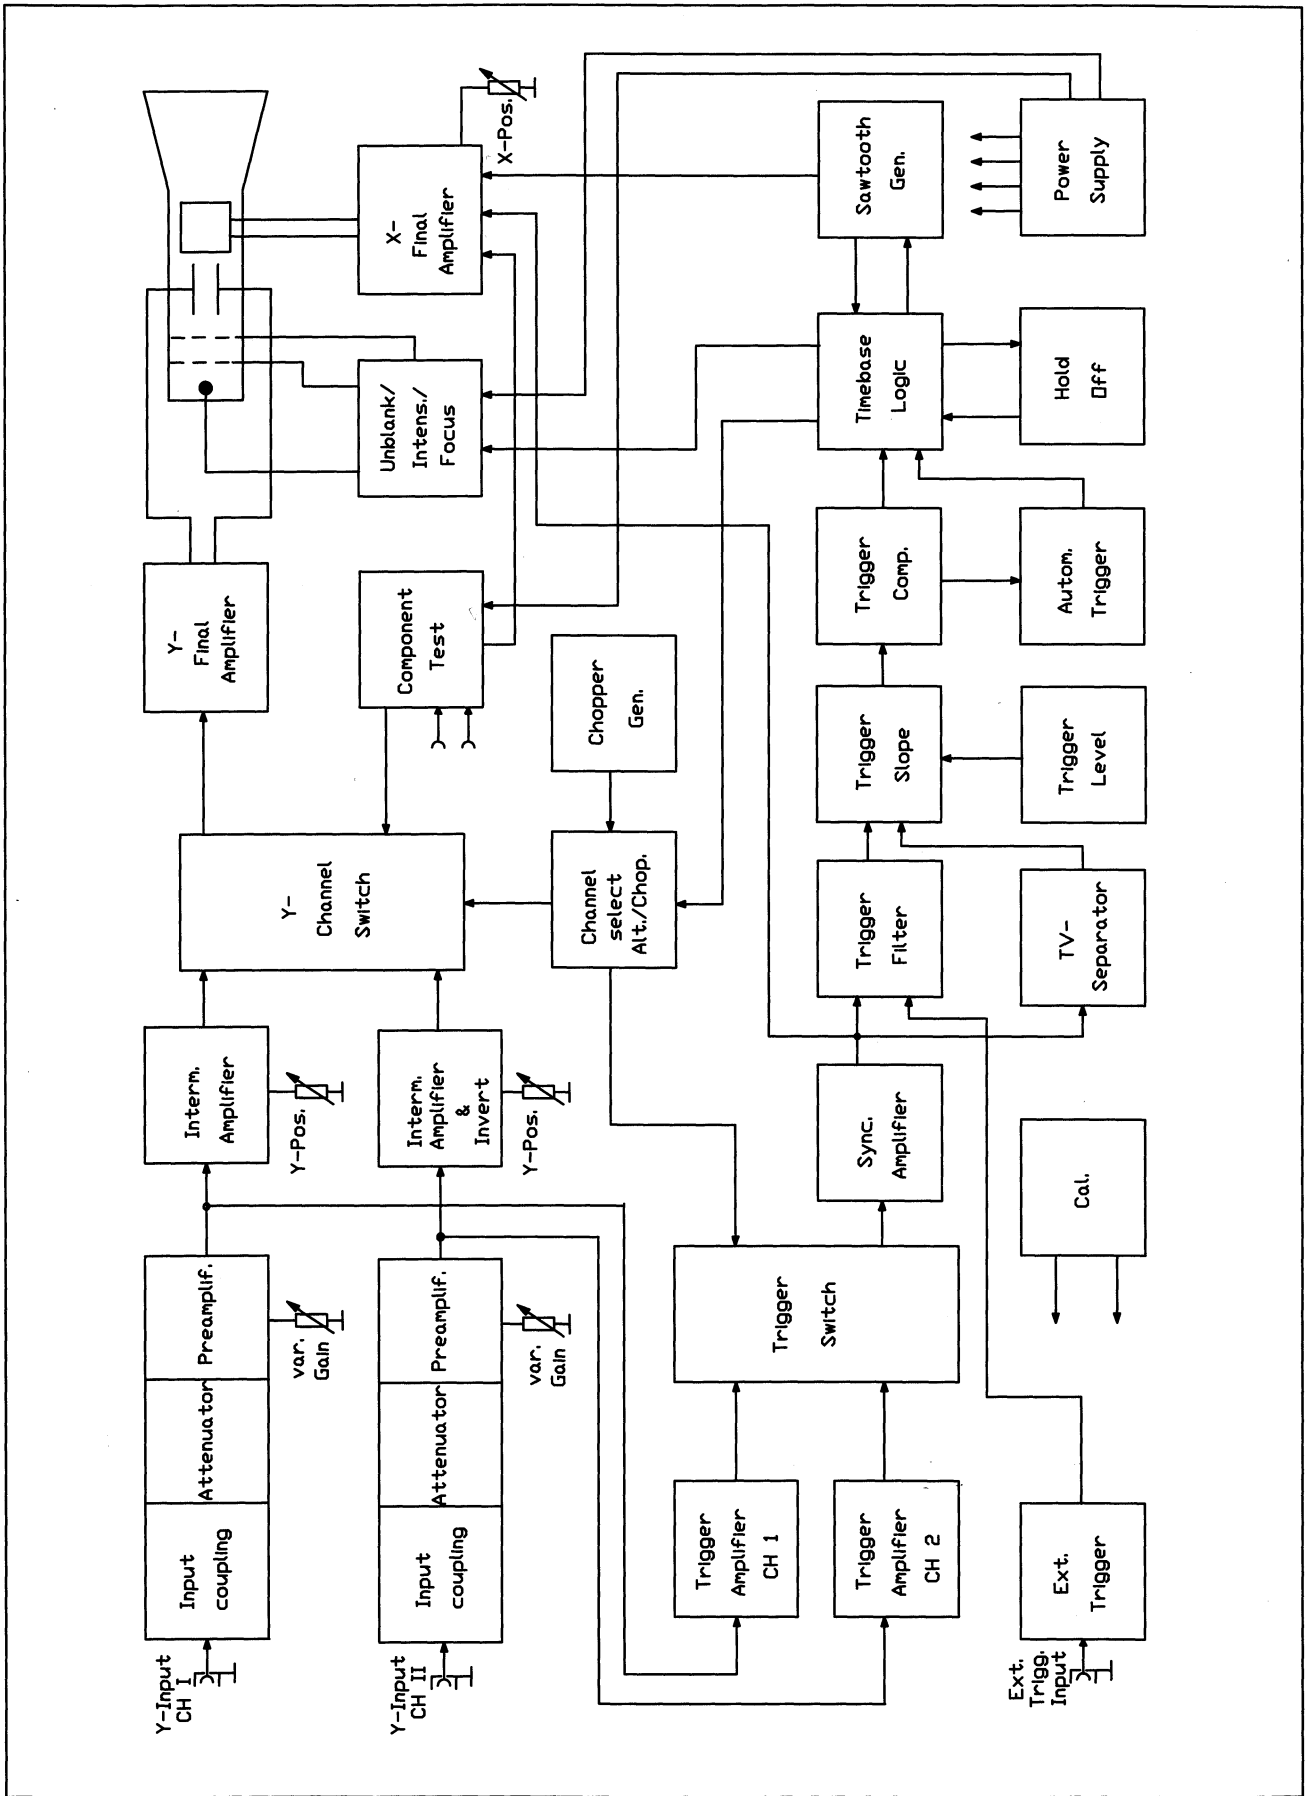 Y-Input
CH I
Input
coupling
Attenuator
Preamplif.
var.
Gain
Interm.
Amplifier
Y-Pos.
Y-
Channel
Switch
Y-
Final
Amplifier
Y-Input
CH II
Input
coupling
Attenuator
Preamplif.
var.
Gain
Interm.
Amplifier
&
Invert
Y-Pos.
Component
Test
Unblank/
Intens./
Focus
X-
Final
Amplifier
X-Pos.
Channel
select
Alt./Chop.
Chopper
Gen.
Trigger
Amplifier
CH 1
Trigger
Amplifier
CH 2
Trigger
Switch
Sync.
Amplifier
Trigger
Filter
Trigger
Slope
Trigger
Comp.
Timebase
Logic
Sawtooth
Gen.
Ext.
Trigg.
Input
Ext.
Trigger
Cal.
TV-
Separator
Trigger
Level
Autom.
Trigger
Hold
Off
Power
Supply